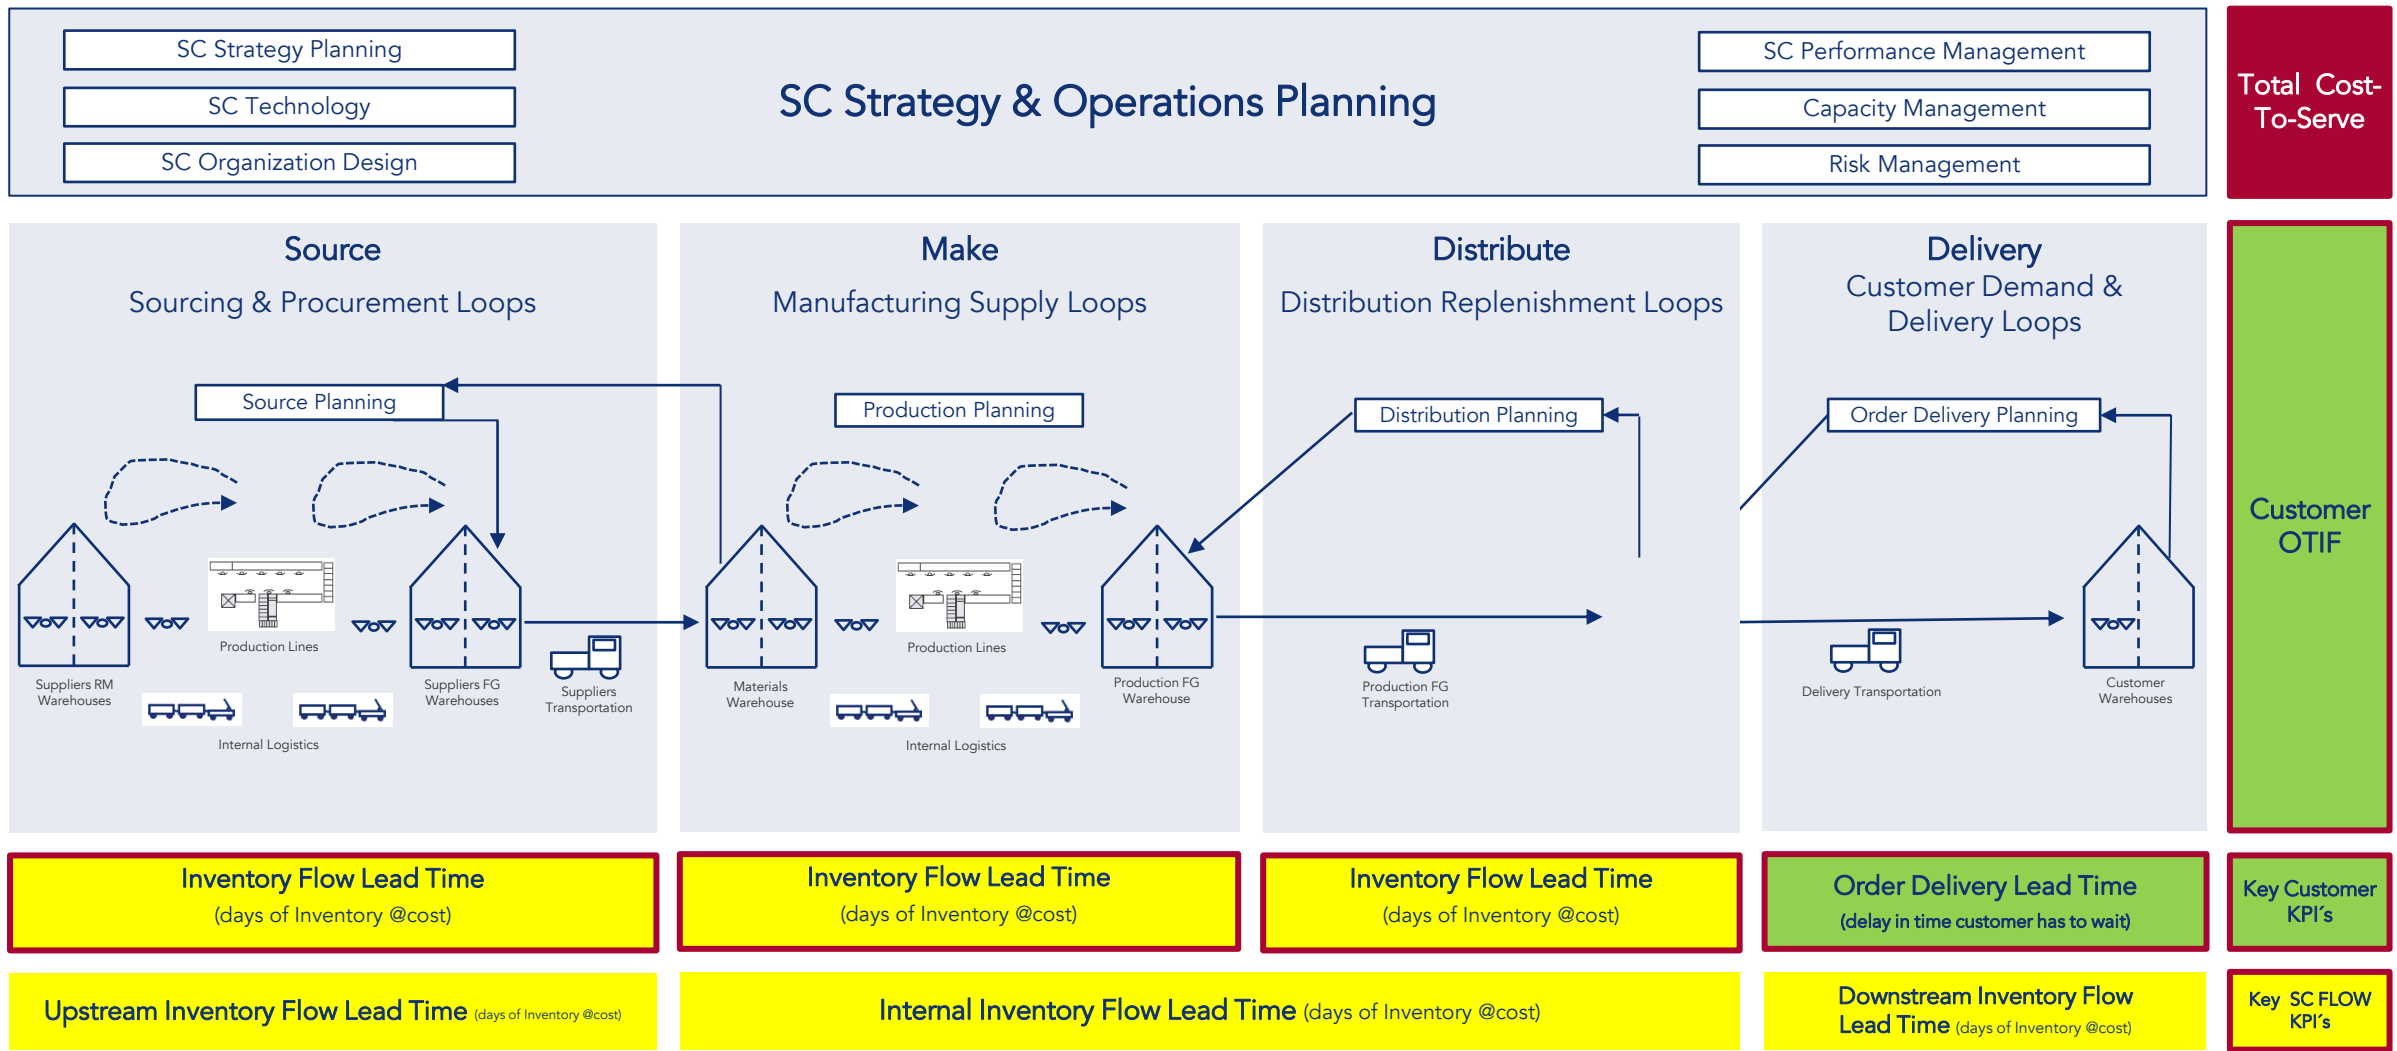 SC Strategy Planning
SC Technology
SC Organization Design
SC Strategy & Operations Planning
SC Performance Management
Capacity Management
Risk Management
Total Cost-
To-Serve
Source
Sourcing & Procurement Loops
Make
Manufacturing Supply Loops
Distribute
Distribution Replenishment Loops
Delivery
Customer Demand &
Delivery Loops
Source Planning
Production Planning
Distribution Planning
Order Delivery Planning
Customer
OTIF
Production Lines
Suppliers RM
Warehouses
Suppliers FG
Warehouses
Suppliers
Transportation
Internal Logistics
Production Lines
Materials
Warehouse
Production FG
Warehouse
Internal Logistics
Production FG
Transportation
Delivery Transportation
Customer
Warehouses
Inventory Flow Lead Time
(days of Inventory @cost)
Inventory Flow Lead Time
(days of Inventory @cost)
Inventory Flow Lead Time
(days of Inventory @cost)
Order Delivery Lead Time
(delay in time customer has to wait)
Key Customer
KPI´s
Upstream Inventory Flow Lead Time (days of Inventory @cost)
Internal Inventory Flow Lead Time (days of Inventory @cost)
Downstream Inventory Flow
Lead Time (days of Inventory @cost)
Key SC FLOW
KPI´s